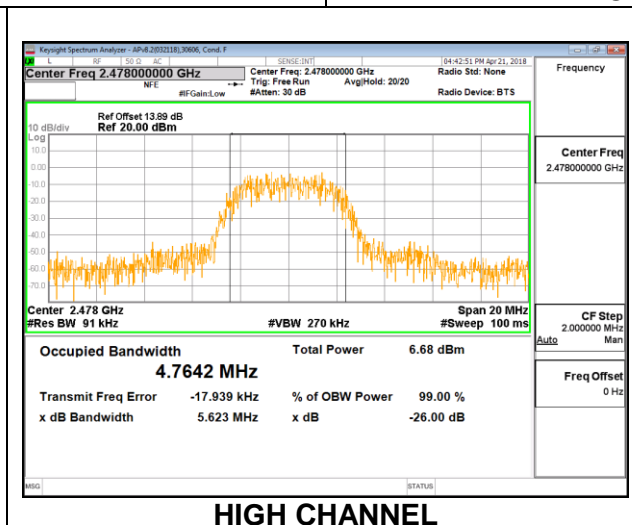 Keysight Spectrum Analyzer - APv8.2(032118),30606, Cond. F
L RF 50 Ω AC SENSE:INT 04:42:51 PM Apr 21, 2018
Center Freq 2.478000000 GHz Center Freq: 2.478000000 GHz Radio Std: None Frequency
NFE Trig: Free Run Avg|Hold: 20/20
#IFGain:Low #Atten: 30 dB Radio Device: BTS
Ref Offset 13.89 dB
10 dB/div Ref 20.00 dBm
Log
10.0
0.00
-10.0
-20.0
-30.0
-40.0
-50.0
-60.0
-70.0
Center Freq
2.478000000 GHz
Center 2.478 GHz Span 20 MHz
#Res BW 91 kHz #VBW 270 kHz #Sweep 100 ms
CF Step
2.000000 MHz
Auto Man
Occupied Bandwidth Total Power 6.68 dBm
4.7642 MHz
Freq Offset
0 Hz
Transmit Freq Error -17.939 kHz % of OBW Power 99.00 %
x dB Bandwidth 5.623 MHz x dB -26.00 dB
MSG STATUS
HIGH CHANNEL